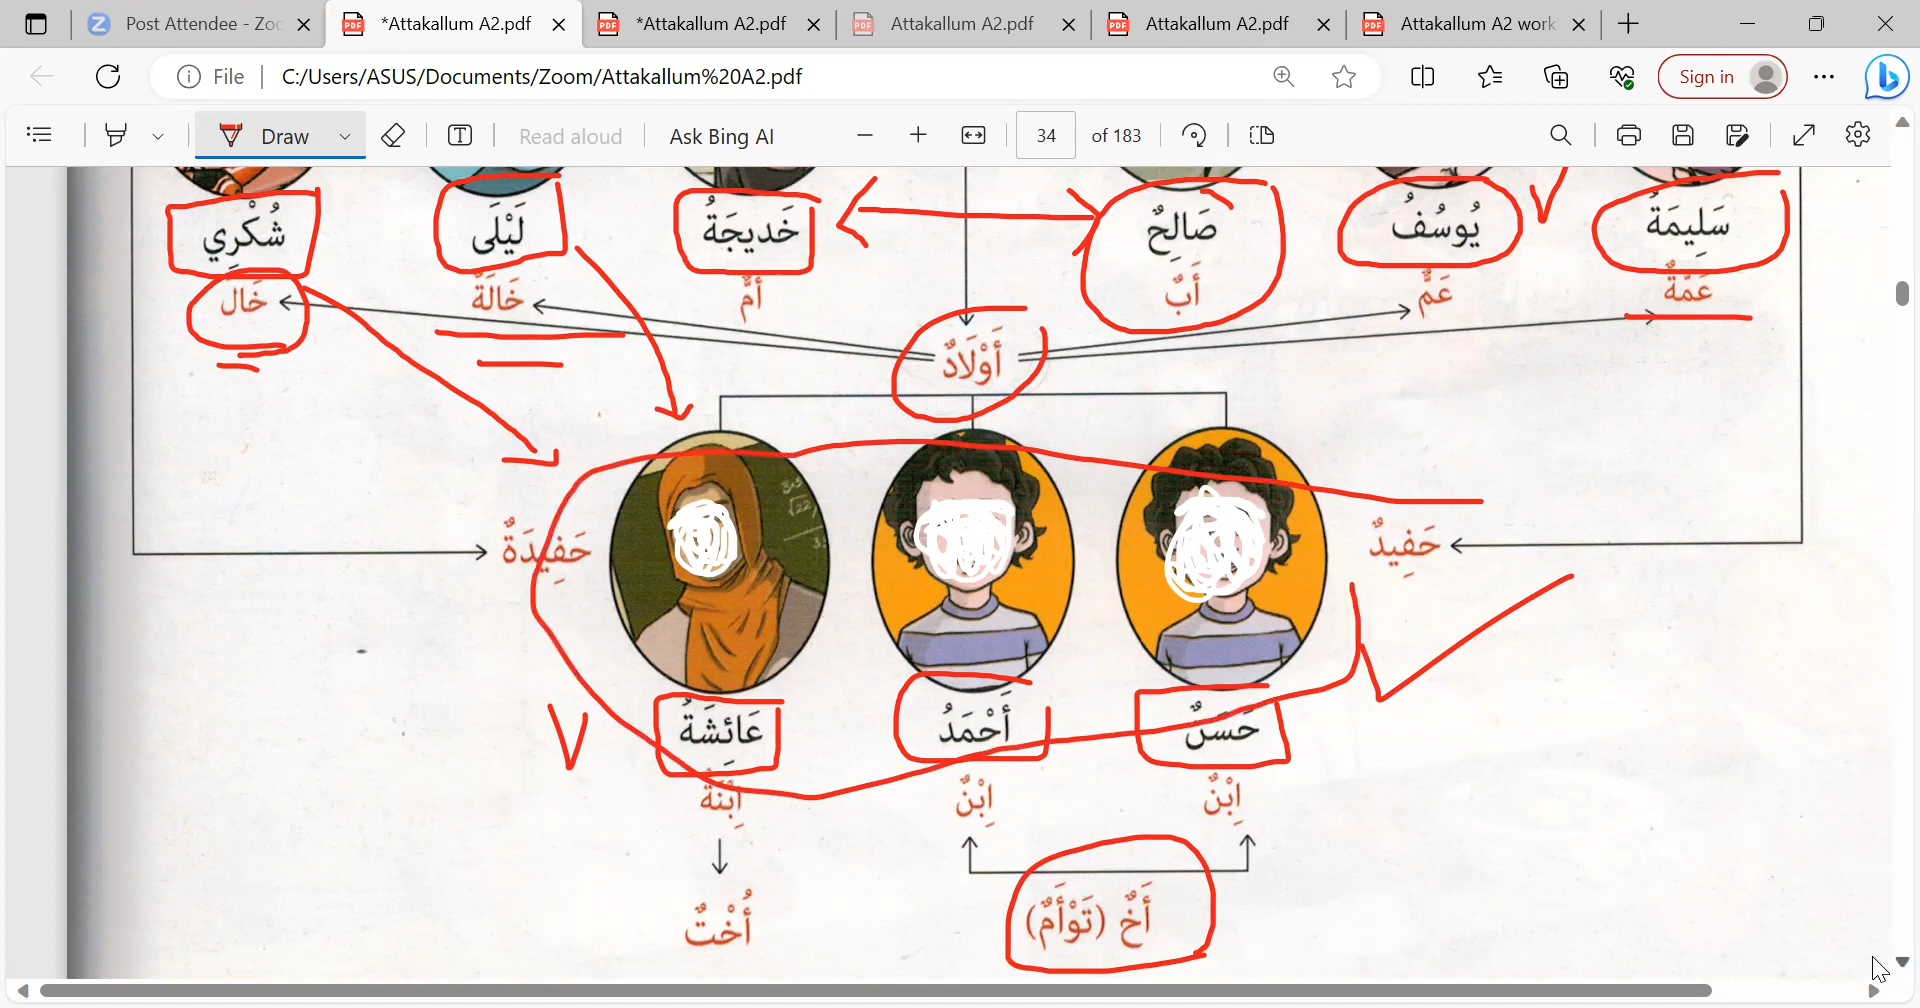 Post Attendee - Zoo
*Attakallum A2.pdf
*Attakallum A2.pdf
Attakallum A2.pdf
Attakallum A2.pdf
Attakallum A2 work
File
C:/Users/ASUS/Documents/Zoom/Attakallum%20A2.pdf
Sign in
Draw
Read aloud
Ask Bing AI
34 of 183
سَلِيمَةُ يُوسُفُ صَالِحٌ خَدِيجَةُ لَيْلَى شُكْرِي
عَمَّةٌ عَمٌّ أَبٌ أُمٌّ خَالَةٌ خَالٌ
أَوْلَادٌ
حَفِيدٌ حَفِيدَةٌ
حَسَنٌ أَحْمَدُ عَائِشَةُ
اِبْنٌ اِبْنٌ اِبْنَةٌ
أَخٌ (تَوْأَمٌ) أُخْتٌ